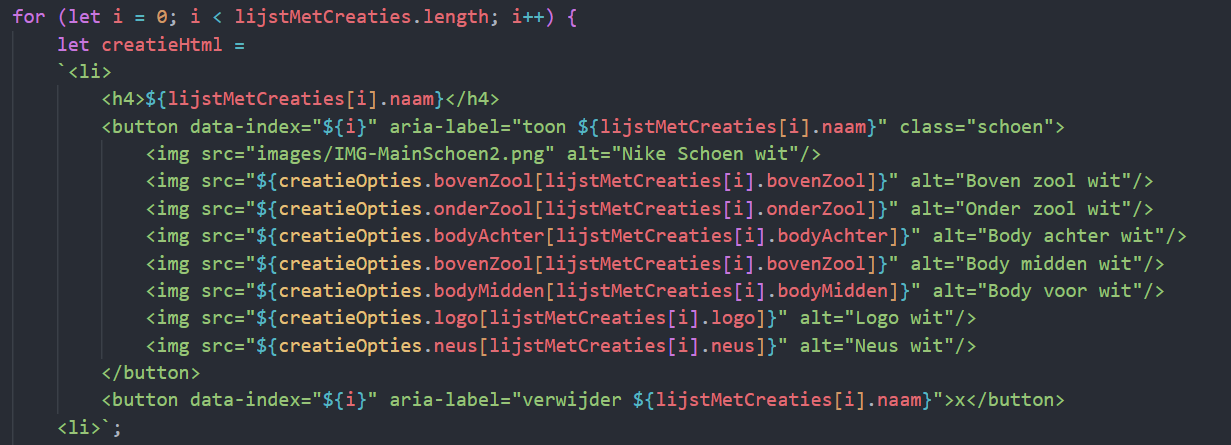 for (let i = 0; i < lijstMetCreaties.length; i++) {
    let creatieHtml =
    `<li>
        <h4>${lijstMetCreaties[i].naam}</h4>
        <button data-index="${i}" aria-label="toon ${lijstMetCreaties[i].naam}" class="schoen">
            <img src="images/IMG-MainSchoen2.png" alt="Nike Schoen wit"/>
            <img src="${creatieOpties.bovenZool[lijstMetCreaties[i].bovenZool]}" alt="Boven zool wit"/>
            <img src="${creatieOpties.onderZool[lijstMetCreaties[i].onderZool]}" alt="Onder zool wit"/>
            <img src="${creatieOpties.bodyAchter[lijstMetCreaties[i].bodyAchter]}" alt="Body achter wit"/>
            <img src="${creatieOpties.bovenZool[lijstMetCreaties[i].bovenZool]}" alt="Body midden wit"/>
            <img src="${creatieOpties.bodyMidden[lijstMetCreaties[i].bodyMidden]}" alt="Body voor wit"/>
            <img src="${creatieOpties.logo[lijstMetCreaties[i].logo]}" alt="Logo wit"/>
            <img src="${creatieOpties.neus[lijstMetCreaties[i].neus]}" alt="Neus wit"/>
        </button>
        <button data-index="${i}" aria-label="verwijder ${lijstMetCreaties[i].naam}">x</button>
    <li>`;